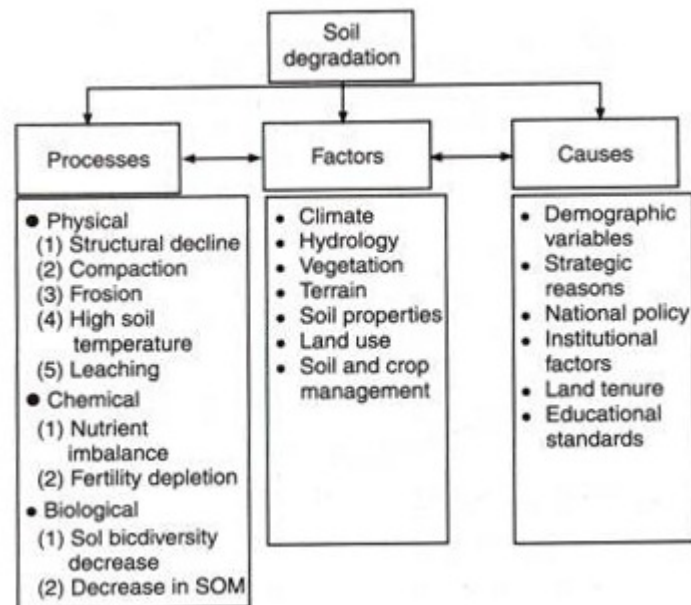 Soil
degradation
Processes
Factors
Causes
● Physical
(1) Structural decline
(2) Compaction
(3) Frosion
(4) High soil
temperature
(5) Leaching
● Chemical
(1) Nutrient
imbalance
(2) Fertility depletion
● Biological
(1) Sol bicdiversity
decrease
(2) Decrease in SOM
• Climate
• Hydrology
• Vegetation
• Terrain
• Soil properties
• Land use
• Soil and crop
management
• Demographic
variables
• Strategic
reasons
• National policy
• Institutional
factors
• Land tenure
• Educational
standards